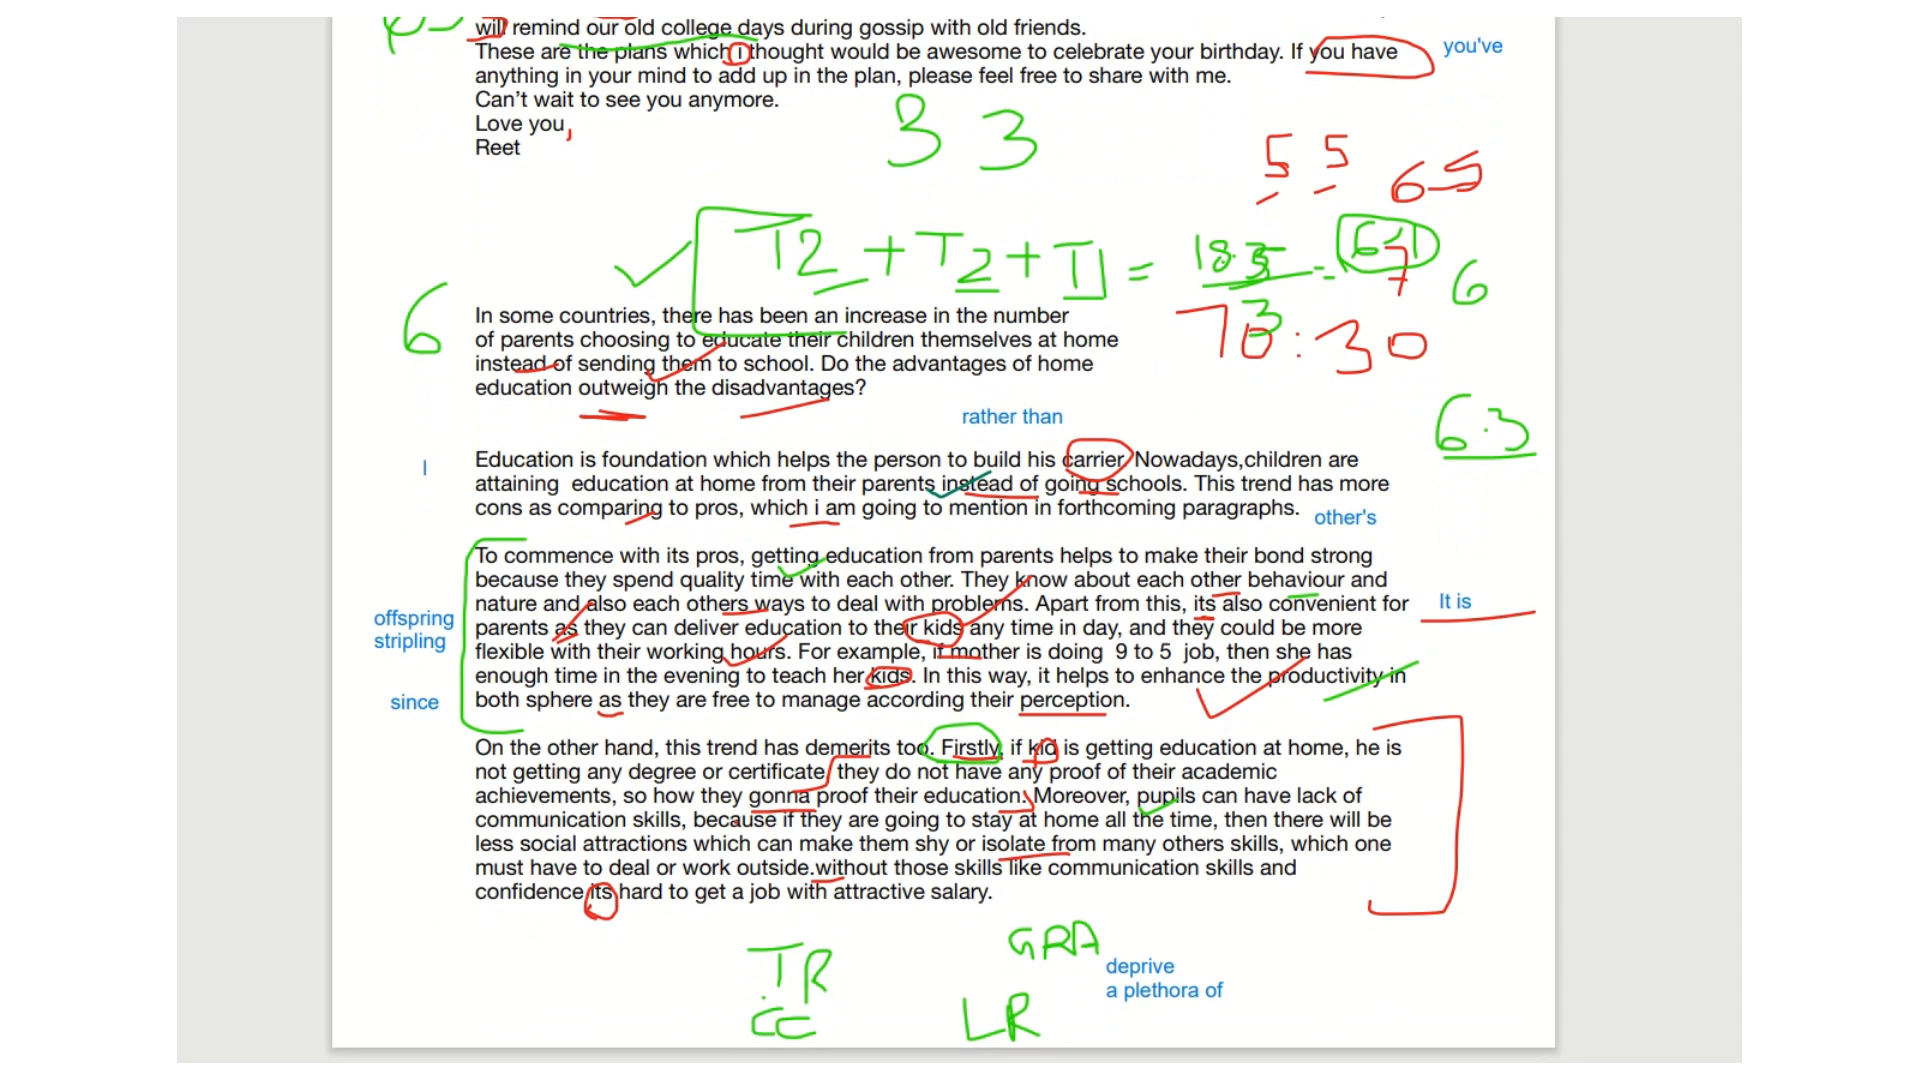 will remind our old college days during gossip with old friends.
These are the plans which i thought would be awesome to celebrate your birthday. If you have you've
anything in your mind to add up in the plan, please feel free to share with me.
Can't wait to see you anymore.
Love you,
Reet
3 3
5 5 6.5
T2 + T2 + T1 = 18.5
3
7
6
70:30
6
In some countries, there has been an increase in the number
of parents choosing to educate their children themselves at home
instead of sending them to school. Do the advantages of home
education outweigh the disadvantages?
6.3
rather than
I
Education is foundation which helps the person to build his carrier Nowadays,children are
attaining education at home from their parents instead of going schools. This trend has more
cons as comparing to pros, which i am going to mention in forthcoming paragraphs.
other's
To commence with its pros, getting education from parents helps to make their bond strong
because they spend quality time with each other. They know about each other behaviour and
nature and also each others ways to deal with problems. Apart from this, its also convenient for It is
offspring
stripling
parents as they can deliver education to their kids any time in day, and they could be more
flexible with their working hours. For example, if mother is doing 9 to 5 job, then she has
enough time in the evening to teach her kids. In this way, it helps to enhance the productivity in
since
both sphere as they are free to manage according their perception.
On the other hand, this trend has demerits too. Firstly, if kid is getting education at home, he is
not getting any degree or certificate they do not have any proof of their academic
achievements, so how they gonna proof their education. Moreover, pupils can have lack of
communication skills, because if they are going to stay at home all the time, then there will be
less social attractions which can make them shy or isolate from many others skills, which one
must have to deal or work outside.without those skills like communication skills and
confidence its hard to get a job with attractive salary.
TR
CC
GRA
LR
deprive
a plethora of